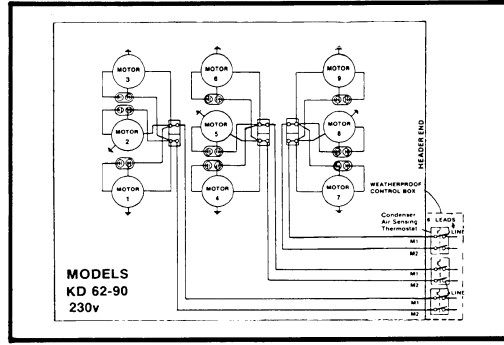 MOTOR
3
MOTOR
6
MOTOR
9
MOTOR
2
MOTOR
5
MOTOR
8
MOTOR
1
MOTOR
4
MOTOR
7
HEADER END
WEATHERPROOF
CONTROL BOX
Condenser
Air Sensing
Thermostat
6 LEADS
LINE
M1
M2
M1
M2
LINE
M1
M2
MODELS
KD 62-90
230v